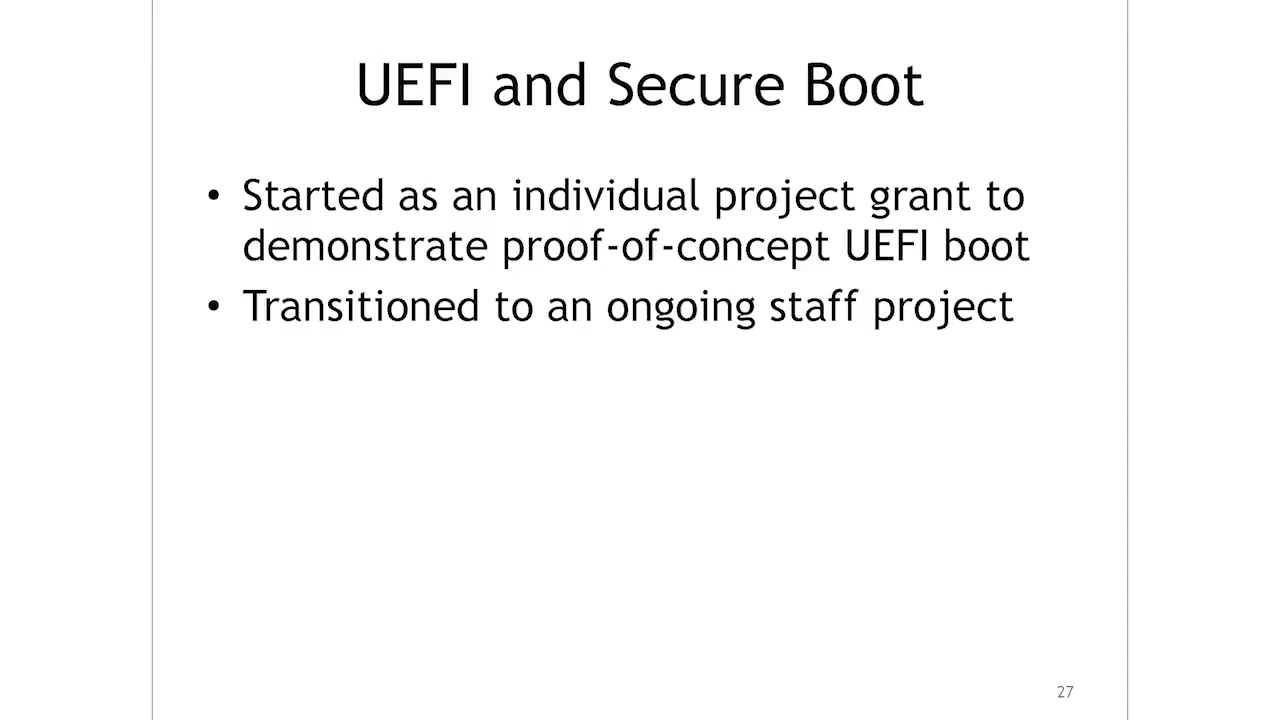 UEFI and Secure Boot
• Started as an individual project grant to
demonstrate proof-of-concept UEFI boot
• Transitioned to an ongoing staff project
27